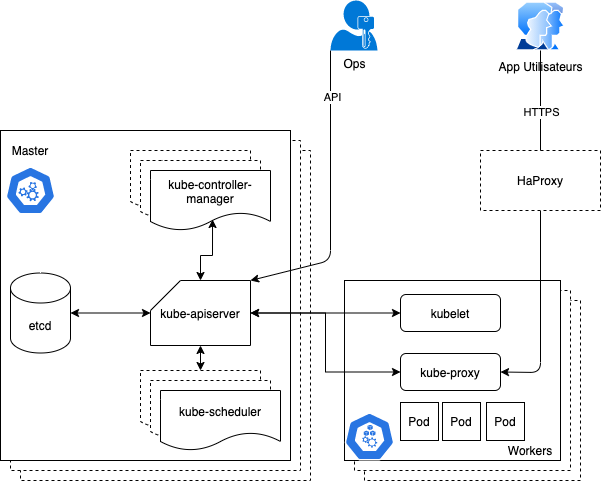 Ops
App Utilisateurs
API
HTTPS
Master
kube-controller-
manager
HaProxy
etcd
kube-apiserver
kubelet
kube-proxy
kube-scheduler
Pod
Pod
Pod
Workers